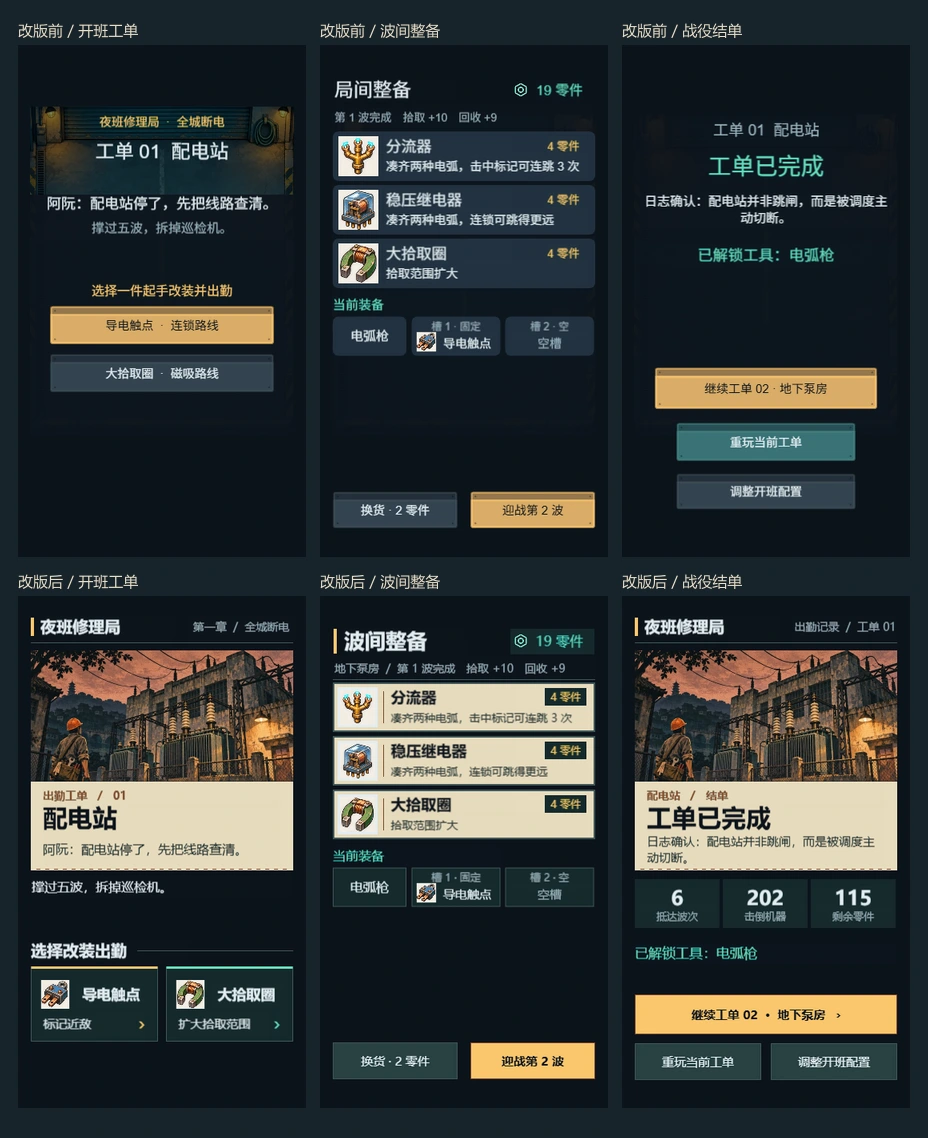 改版前 / 开班工单
夜班修理局 · 全城断电
工单 01 配电站
阿阮：配电站停了，先把线路查清。
撑过五波，拆掉巡检机。
选择一件起手改装并出勤
导电触点 · 连锁路线
大拾取圈 · 磁吸路线
改版前 / 波间整备
局间整备
19 零件
第 1 波完成 拾取 +10 回收 +9
分流器
4 零件
凑齐两种电弧，击中标记可连跳 3 次
稳压继电器
4 零件
凑齐两种电弧，连锁可跳得更远
大拾取圈
4 零件
拾取范围扩大
当前装备
电弧枪
槽 1 · 固定
导电触点
槽 2 · 空
空槽
换货 · 2 零件
迎战第 2 波
改版前 / 战役结单
工单 01 配电站
工单已完成
日志确认：配电站并非跳闸，而是被调度主
动切断。
已解锁工具：电弧枪
继续工单 02 · 地下泵房
重玩当前工单
调整开班配置
改版后 / 开班工单
夜班修理局
第一章 / 全城断电
出勤工单 / 01
配电站
阿阮：配电站停了，先把线路查清。
撑过五波，拆掉巡检机。
选择改装出勤
导电触点
标记近敌 ›
大拾取圈
扩大拾取范围 ›
改版后 / 波间整备
波间整备
19 零件
地下泵房 / 第 1 波完成 拾取 +10 回收 +9
分流器
4 零件
凑齐两种电弧，击中标记可连跳 3 次
稳压继电器
4 零件
凑齐两种电弧，连锁可跳得更远
大拾取圈
4 零件
拾取范围扩大
当前装备
电弧枪
槽 1 · 固定
导电触点
槽 2 · 空
空槽
换货 · 2 零件
迎战第 2 波
改版后 / 战役结单
夜班修理局
出勤记录 / 工单 01
配电站 / 结单
工单已完成
日志确认：配电站并非跳闸，而是被调度主
动切断。
6
抵达波次
202
击倒机器
115
剩余零件
已解锁工具：电弧枪
继续工单 02 • 地下泵房 ›
重玩当前工单
调整开班配置